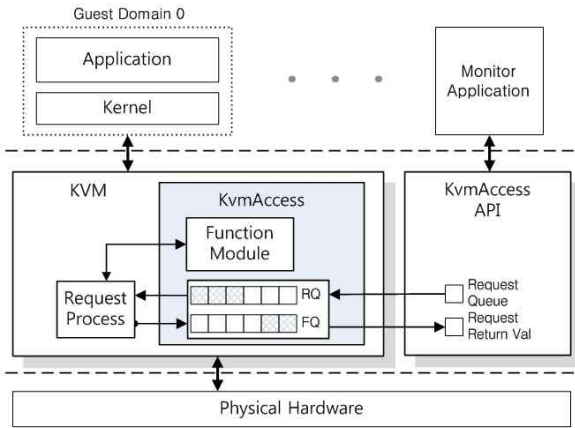 Guest Domain 0
Application
Kernel
Monitor
Application
KVM
KvmAccess
Function
Module
Request
Process
RQ
FQ
KvmAccess
API
Request
Queue
Request
Return Val
Physical Hardware